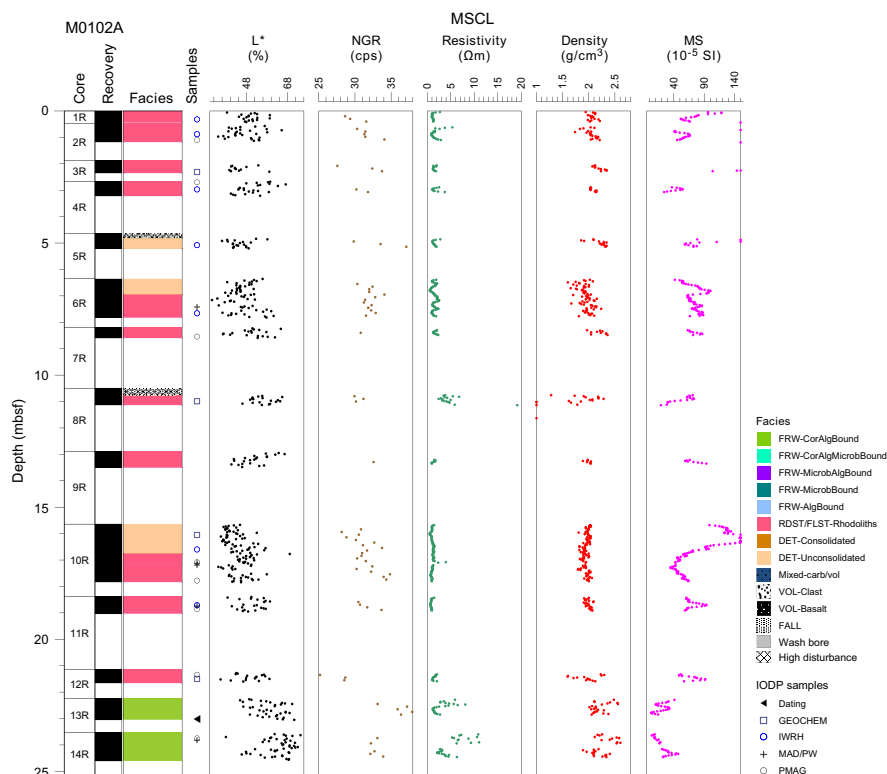 MSCL
M0102A
Core
Recovery
Facies
Samples
L*
(%)
NGR
(cps)
Resistivity
(Ωm)
Density
(g/cm³)
MS
(10⁻⁵ SI)
48 68
25 35
0 5 10 15 20
1 1.5 2 2.5
40 90 140
Depth (mbsf)
0
5
10
15
20
25
1R
2R
3R
4R
5R
6R
7R
8R
9R
10R
11R
12R
13R
14R
Facies
FRW-CorAlgBound
FRW-CorAlgMicrobBound
FRW-MicrobAlgBound
FRW-MicrobBound
FRW-AlgBound
RDST/FLST-Rhodoliths
DET-Consolidated
DET-Unconsolidated
Mixed-carb/vol
VOL-Clast
VOL-Basalt
FALL
Wash bore
High disturbance
IODP samples
Dating
GEOCHEM
IWRH
MAD/PW
PMAG